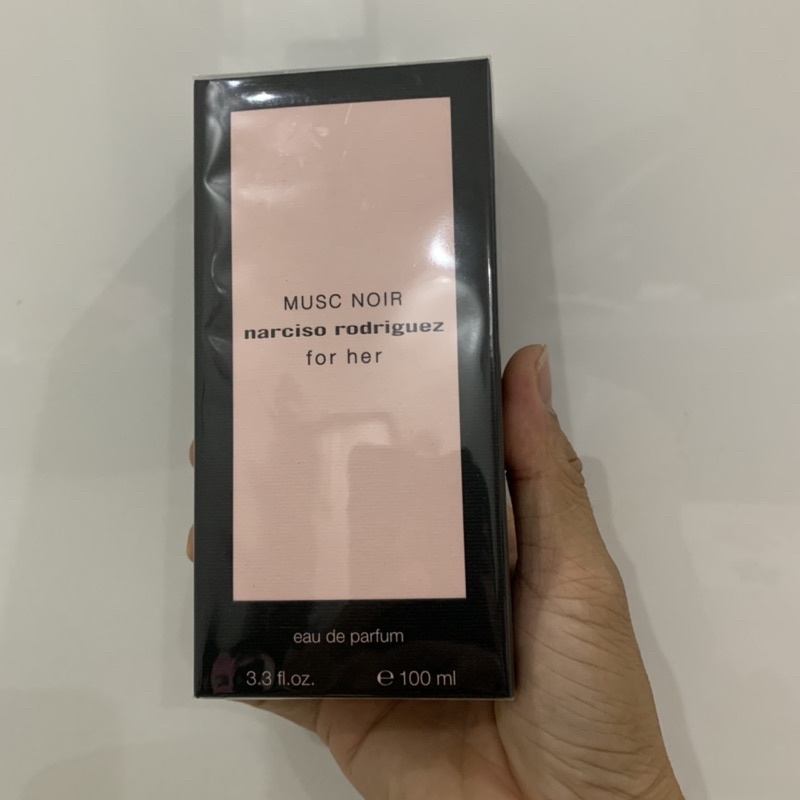 MUSC NOIR
narciso rodriguez
for her
eau de parfum
3.3 fl.oz. ℮ 100 ml